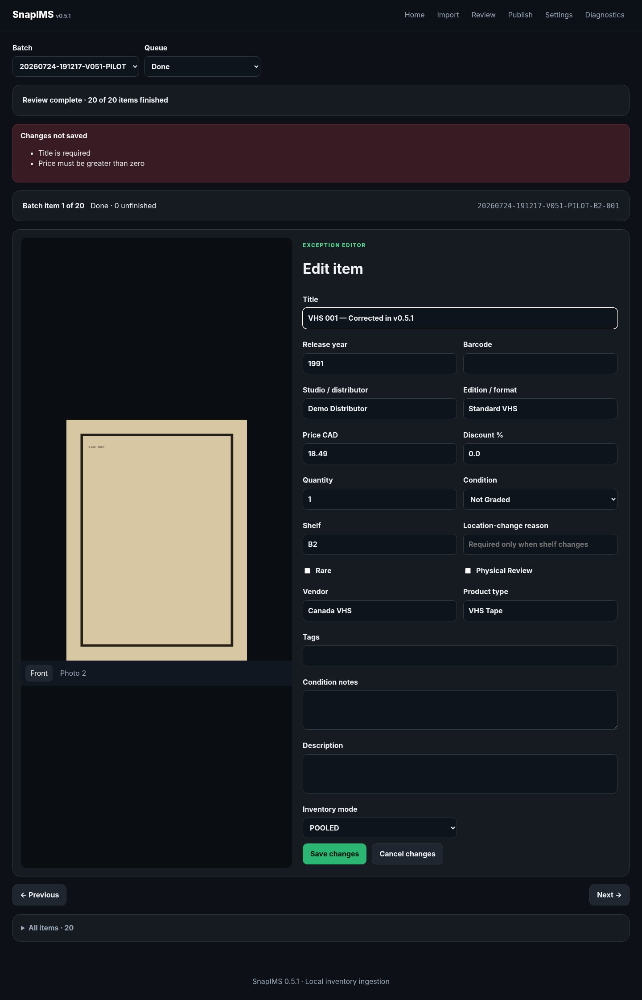 SnapIMS v0.5.1
Home Import Review Publish Settings Diagnostics
Batch Queue
20260724-191217-V051-PILOT Done
Review complete · 20 of 20 items finished
Changes not saved
• Title is required
• Price must be greater than zero
Batch item 1 of 20 Done · 0 unfinished 20260724-191217-V051-PILOT-B2-001
EXCEPTION EDITOR
Edit item
Title
VHS 001 — Corrected in v0.5.1
Release year Barcode
1991
Studio / distributor Edition / format
Demo Distributor Standard VHS
Price CAD Discount %
18.49 0.0
Quantity Condition
1 Not Graded
Shelf Location-change reason
B2 Required only when shelf changes
Rare Physical Review
Vendor Product type
Canada VHS VHS Tape
Tags
Condition notes
Description
Inventory mode
POOLED
Save changes Cancel changes
VHS 001 · FRONT
Front Photo 2
← Previous Next →
▶ All items · 20
SnapIMS 0.5.1 · Local inventory ingestion